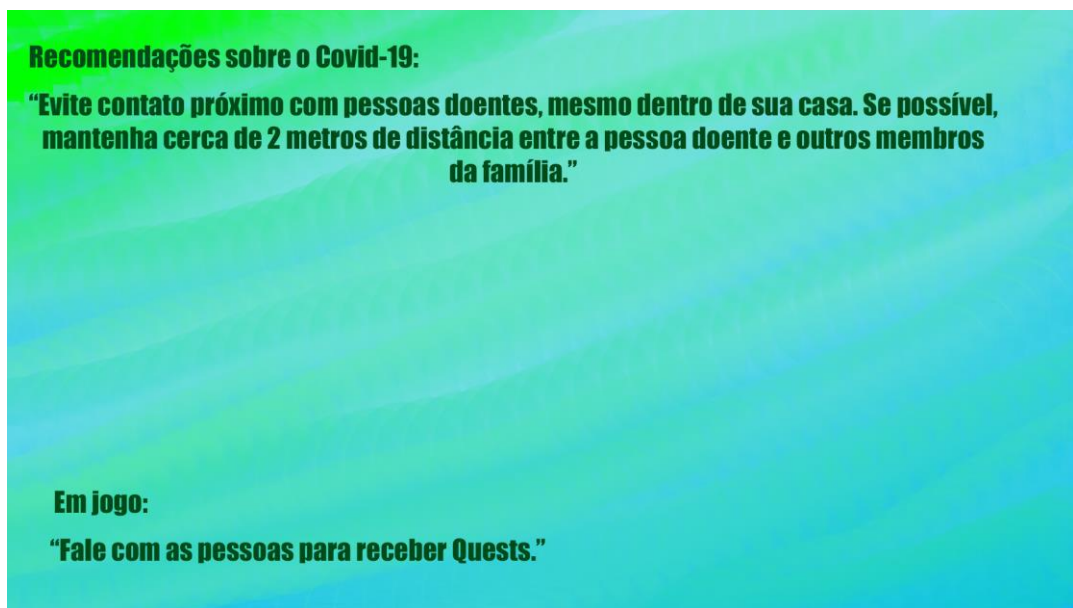 Recomendações sobre o Covid-19:
“Evite contato próximo com pessoas doentes, mesmo dentro de sua casa. Se possível,
mantenha cerca de 2 metros de distância entre a pessoa doente e outros membros
da família.”
Em jogo:
“Fale com as pessoas para receber Quests.”